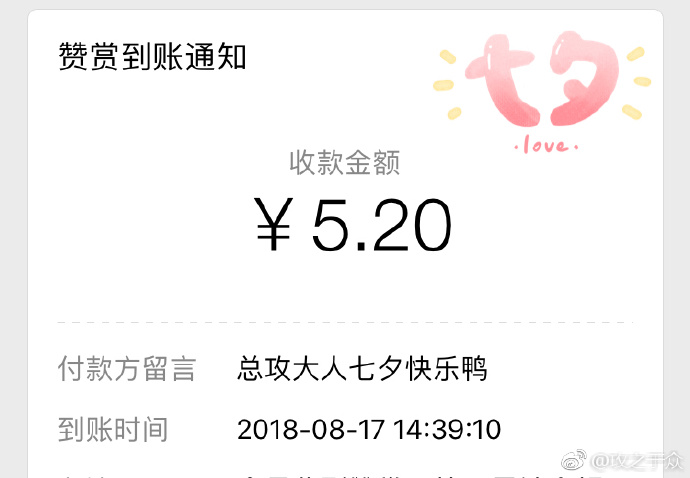 赞赏到账通知
七夕
·love·
收款金额
￥5.20
付款方留言 总攻大人七夕快乐鸭
到账时间 2018-08-17 14:39:10
@攻之于众